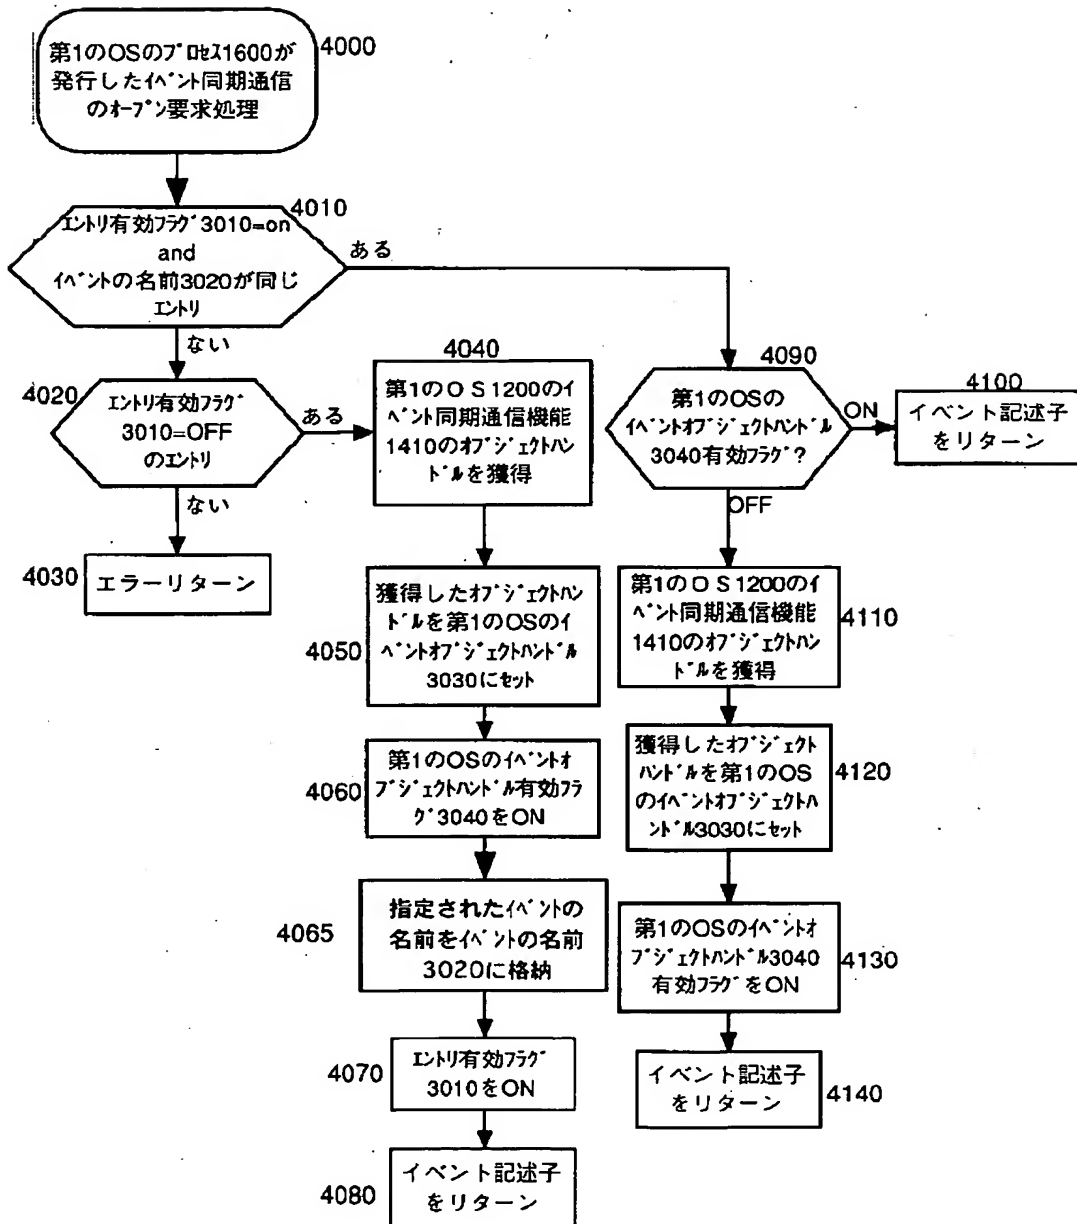 第1のOSのプロセス1600が
発行したイベント同期通信
のオープン要求処理
4000
4010
エントリ有効フラグ3010=on
and
イベントの名前3020が同じ
エントリ
ある
ない
4020
エントリ有効フラグ
3010=OFF
のエントリ
ある
ない
4030
エラーリターン
4040
第1のOS1200のイ
ベント同期通信機能
1410のオブジェクトハン
ドルを獲得
4050
獲得したオブジェクトハン
ドルを第1のOSのイ
ベントオブジェクトハンドル
3030にセット
4060
第1のOSのイベントオ
ブジェクトハンドル有効フラ
グ3040をON
4065
指定されたイベントの
名前をイベントの名前
3020に格納
4070
エントリ有効フラグ
3010をON
4080
イベント記述子
をリターン
4090
第1のOSの
イベントオブジェクトハンドル
3040有効フラグ?
ON
OFF
4100
イベント記述子
をリターン
第1のOS1200のイ
ベント同期通信機能
1410のオブジェクトハン
ドルを獲得
4110
獲得したオブジェクト
ハンドルを第1のOS
のイベントオブジェクトハ
ンドル3030にセット
4120
第1のOSのイベントオ
ブジェクトハンドル3040
有効フラグをON
4130
イベント記述子
をリターン
4140